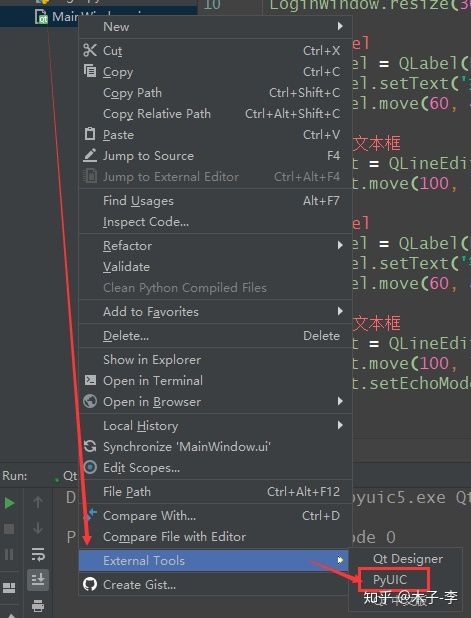 10
LoginWindow.resize(30
MainWindow.ui
New
Cut Ctrl+X
Copy Ctrl+C
Copy Path Ctrl+Shift+C
Copy Relative Path Ctrl+Alt+Shift+C
Paste Ctrl+V
Jump to Source F4
Jump to External Editor Ctrl+Alt+F4
Find Usages Alt+F7
Inspect Code...
Refactor
Validate
Clean Python Compiled Files
Add to Favorites
Delete... Delete
Show in Explorer
Open in Terminal
Open in Browser
Local History
Synchronize 'MainWindow.ui'
Edit Scopes...
File Path Ctrl+Alt+F12
Compare With... Ctrl+D
Compare File with Editor
External Tools
Create Gist...
el
el = QLabel(
el.setText('
el.move(60,
文本框
t = QLineEdi
t.move(100,
el
el = QLabel(
el.setText('
el.move(60,
文本框
t = QLineEdi
t.move(100,
t.setEchoMode
Run: Qt
D pyuic5.exe Qt
P ode 0
Qt Designer
PyUIC
知乎 @木子-李